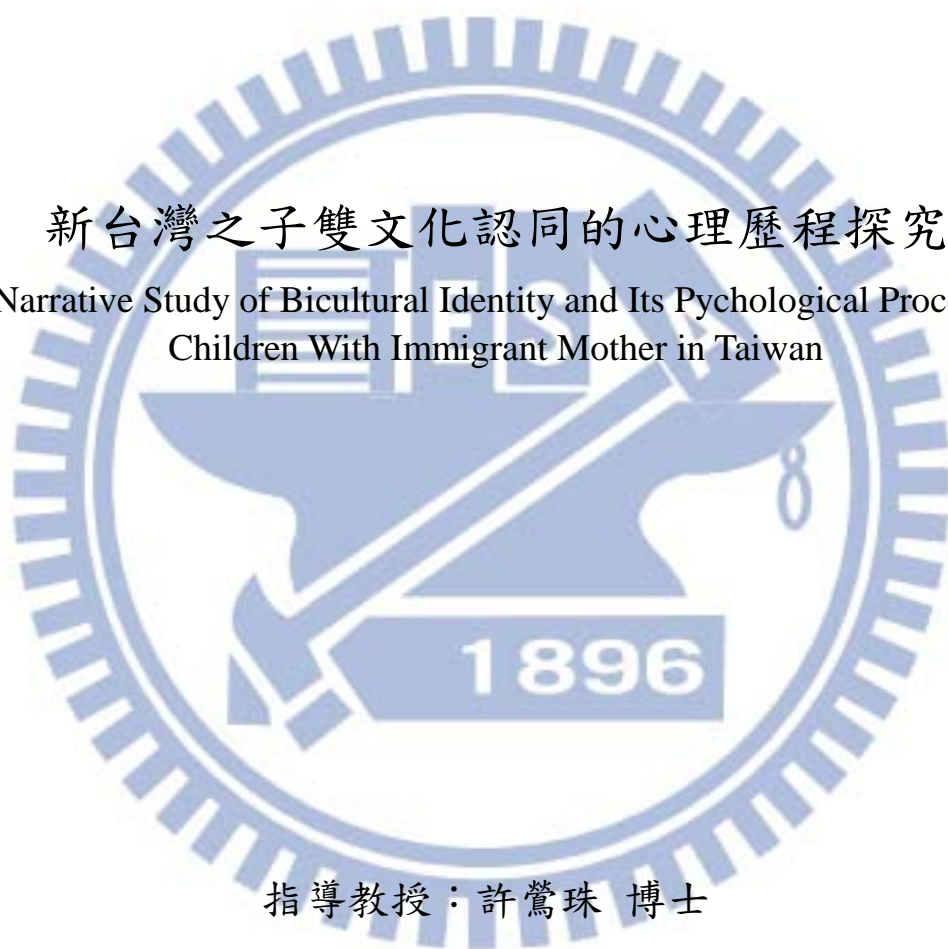 新台灣之子雙文化認同的心理歷程探究
Narrative Study of Bicultural Identity and Its Pychological Proc
Children With Immigrant Mother in Taiwan
1896
指導教授：許鶯珠 博士